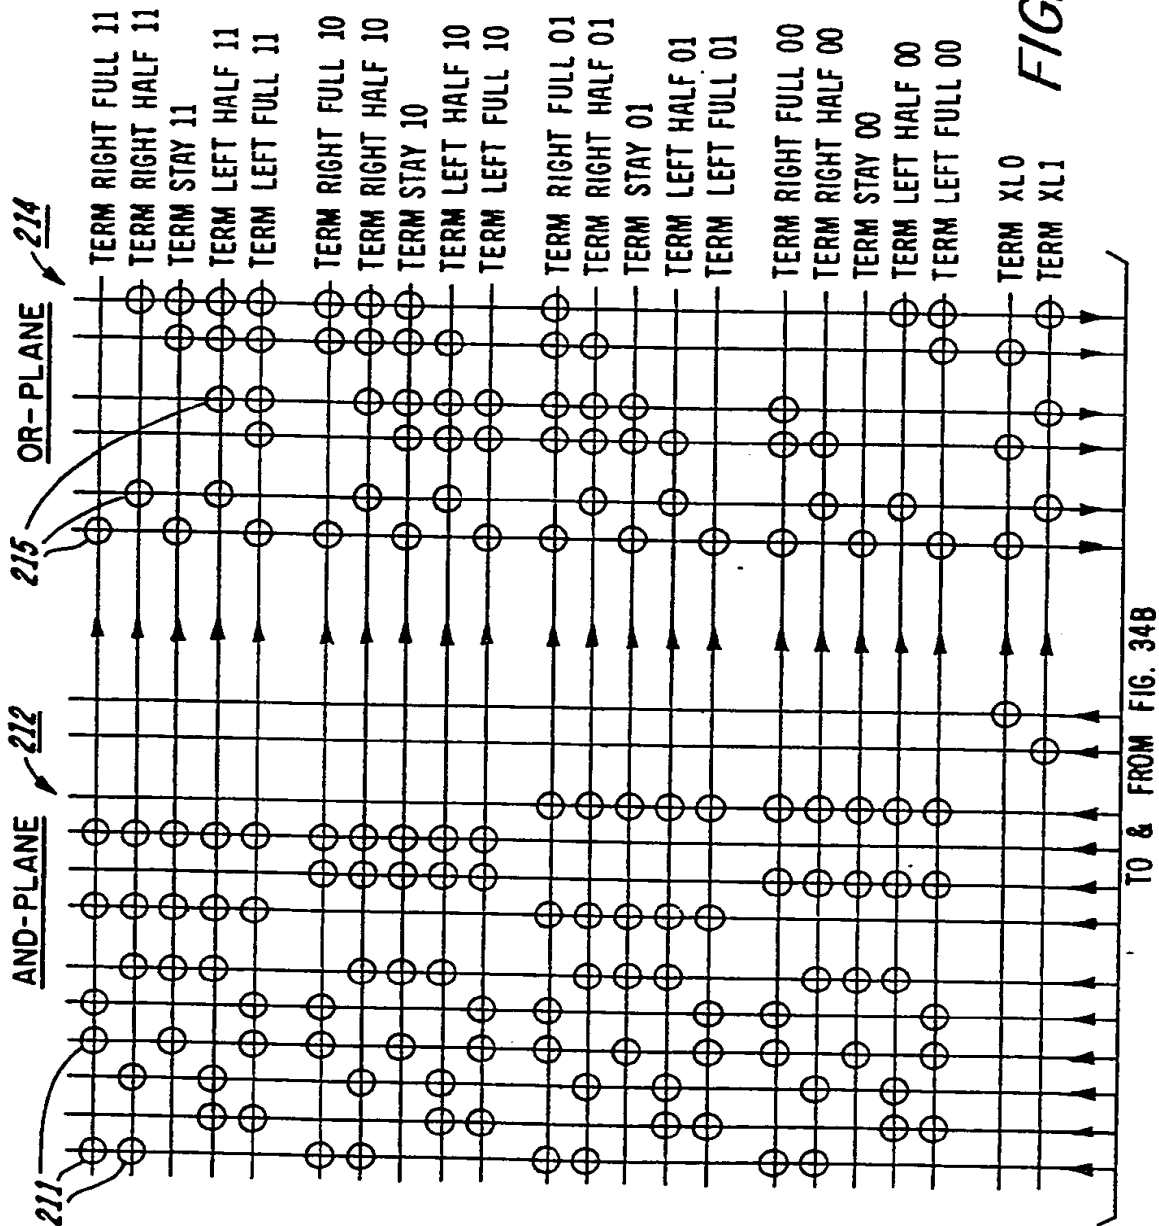 FIG
OR-PLANE
214
215
AND-PLANE
212
211
TERM RIGHT FULL 11
TERM RIGHT HALF 11
TERM STAY 11
TERM LEFT HALF 11
TERM LEFT FULL 11
TERM RIGHT FULL 10
TERM RIGHT HALF 10
TERM STAY 10
TERM LEFT HALF 10
TERM LEFT FULL 10
TERM RIGHT FULL 01
TERM RIGHT HALF 01
TERM STAY 01
TERM LEFT HALF 01
TERM LEFT FULL 01
TERM RIGHT FULL 00
TERM RIGHT HALF 00
TERM STAY 00
TERM LEFT HALF 00
TERM LEFT FULL 00
TERM XL0
TERM XL1
TO & FROM FIG. 34B